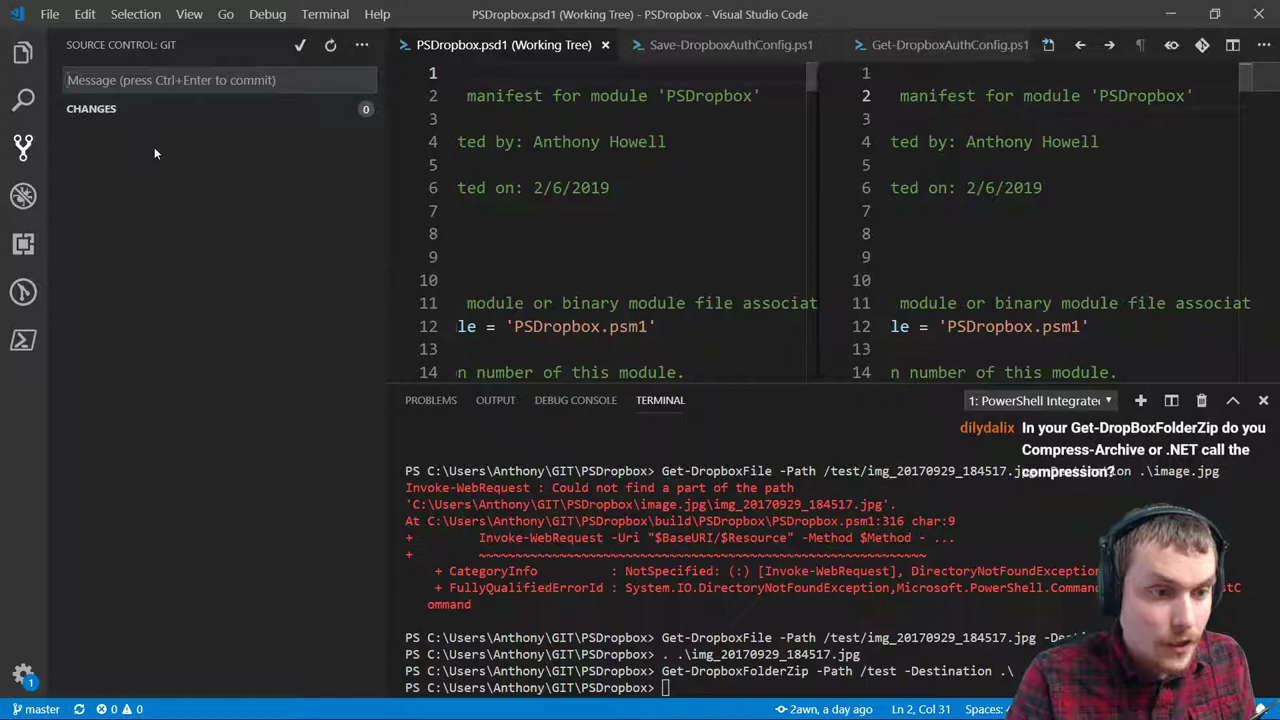 File Edit Selection View Go Debug Terminal Help
PSDropbox.psd1 (Working Tree) - PSDropbox - Visual Studio Code
SOURCE CONTROL: GIT
Message (press Ctrl+Enter to commit)
CHANGES 0
PSDropbox.psd1 (Working Tree) Save-DropboxAuthConfig.ps1 Get-DropboxAuthConfig.ps1
1
2 manifest for module 'PSDropbox'
3
4 ted by: Anthony Howell
5
6 ted on: 2/6/2019
7
8
9
10
11 module or binary module file associat
12 le = 'PSDropbox.psm1'
13
14 n number of this module.
1
2 manifest for module 'PSDropbox'
3
4 ted by: Anthony Howell
5
6 ted on: 2/6/2019
7
8
9
10
11 module or binary module file associat
12 le = 'PSDropbox.psm1'
13
14 n number of this module.
PROBLEMS OUTPUT DEBUG CONSOLE TERMINAL
1: PowerShell Integrate
dilydalix In your Get-DropBoxFolderZip do you
Compress-Archive or .NET call the
compression?
PS C:\Users\Anthony\GIT\PSDropbox> Get-DropboxFile -Path /test/img_20170929_184517.jpg .\image.jpg
Invoke-WebRequest : Could not find a part of the path
'C:\Users\Anthony\GIT\PSDropbox\image.jpg\img_20170929_184517.jpg'.
At C:\Users\Anthony\GIT\PSDropbox\build\PSDropbox\PSDropbox.psm1:316 char:9
+ Invoke-WebRequest -Uri "$BaseURI/$Resource" -Method $Method - ...
+ ~~~~~~~~~~~~~~~~~~~~~~~~~~~~~~~~~~~~~~~~~~~~~~~~~~~~~~~~~~~~~
+ CategoryInfo : NotSpecified: (:) [Invoke-WebRequest], DirectoryNotFoundException
+ FullyQualifiedErrorId : System.IO.DirectoryNotFoundException,Microsoft.PowerShell.Comma stC
ommand
PS C:\Users\Anthony\GIT\PSDropbox> Get-DropboxFile -Path /test/img_20170929_184517.jpg -Desti
PS C:\Users\Anthony\GIT\PSDropbox> . .\img_20170929_184517.jpg
PS C:\Users\Anthony\GIT\PSDropbox> Get-DropboxFolderZip -Path /test -Destination .\
PS C:\Users\Anthony\GIT\PSDropbox>
1
master 0 0 2awn, a day ago Ln 2, Col 31 Spaces: